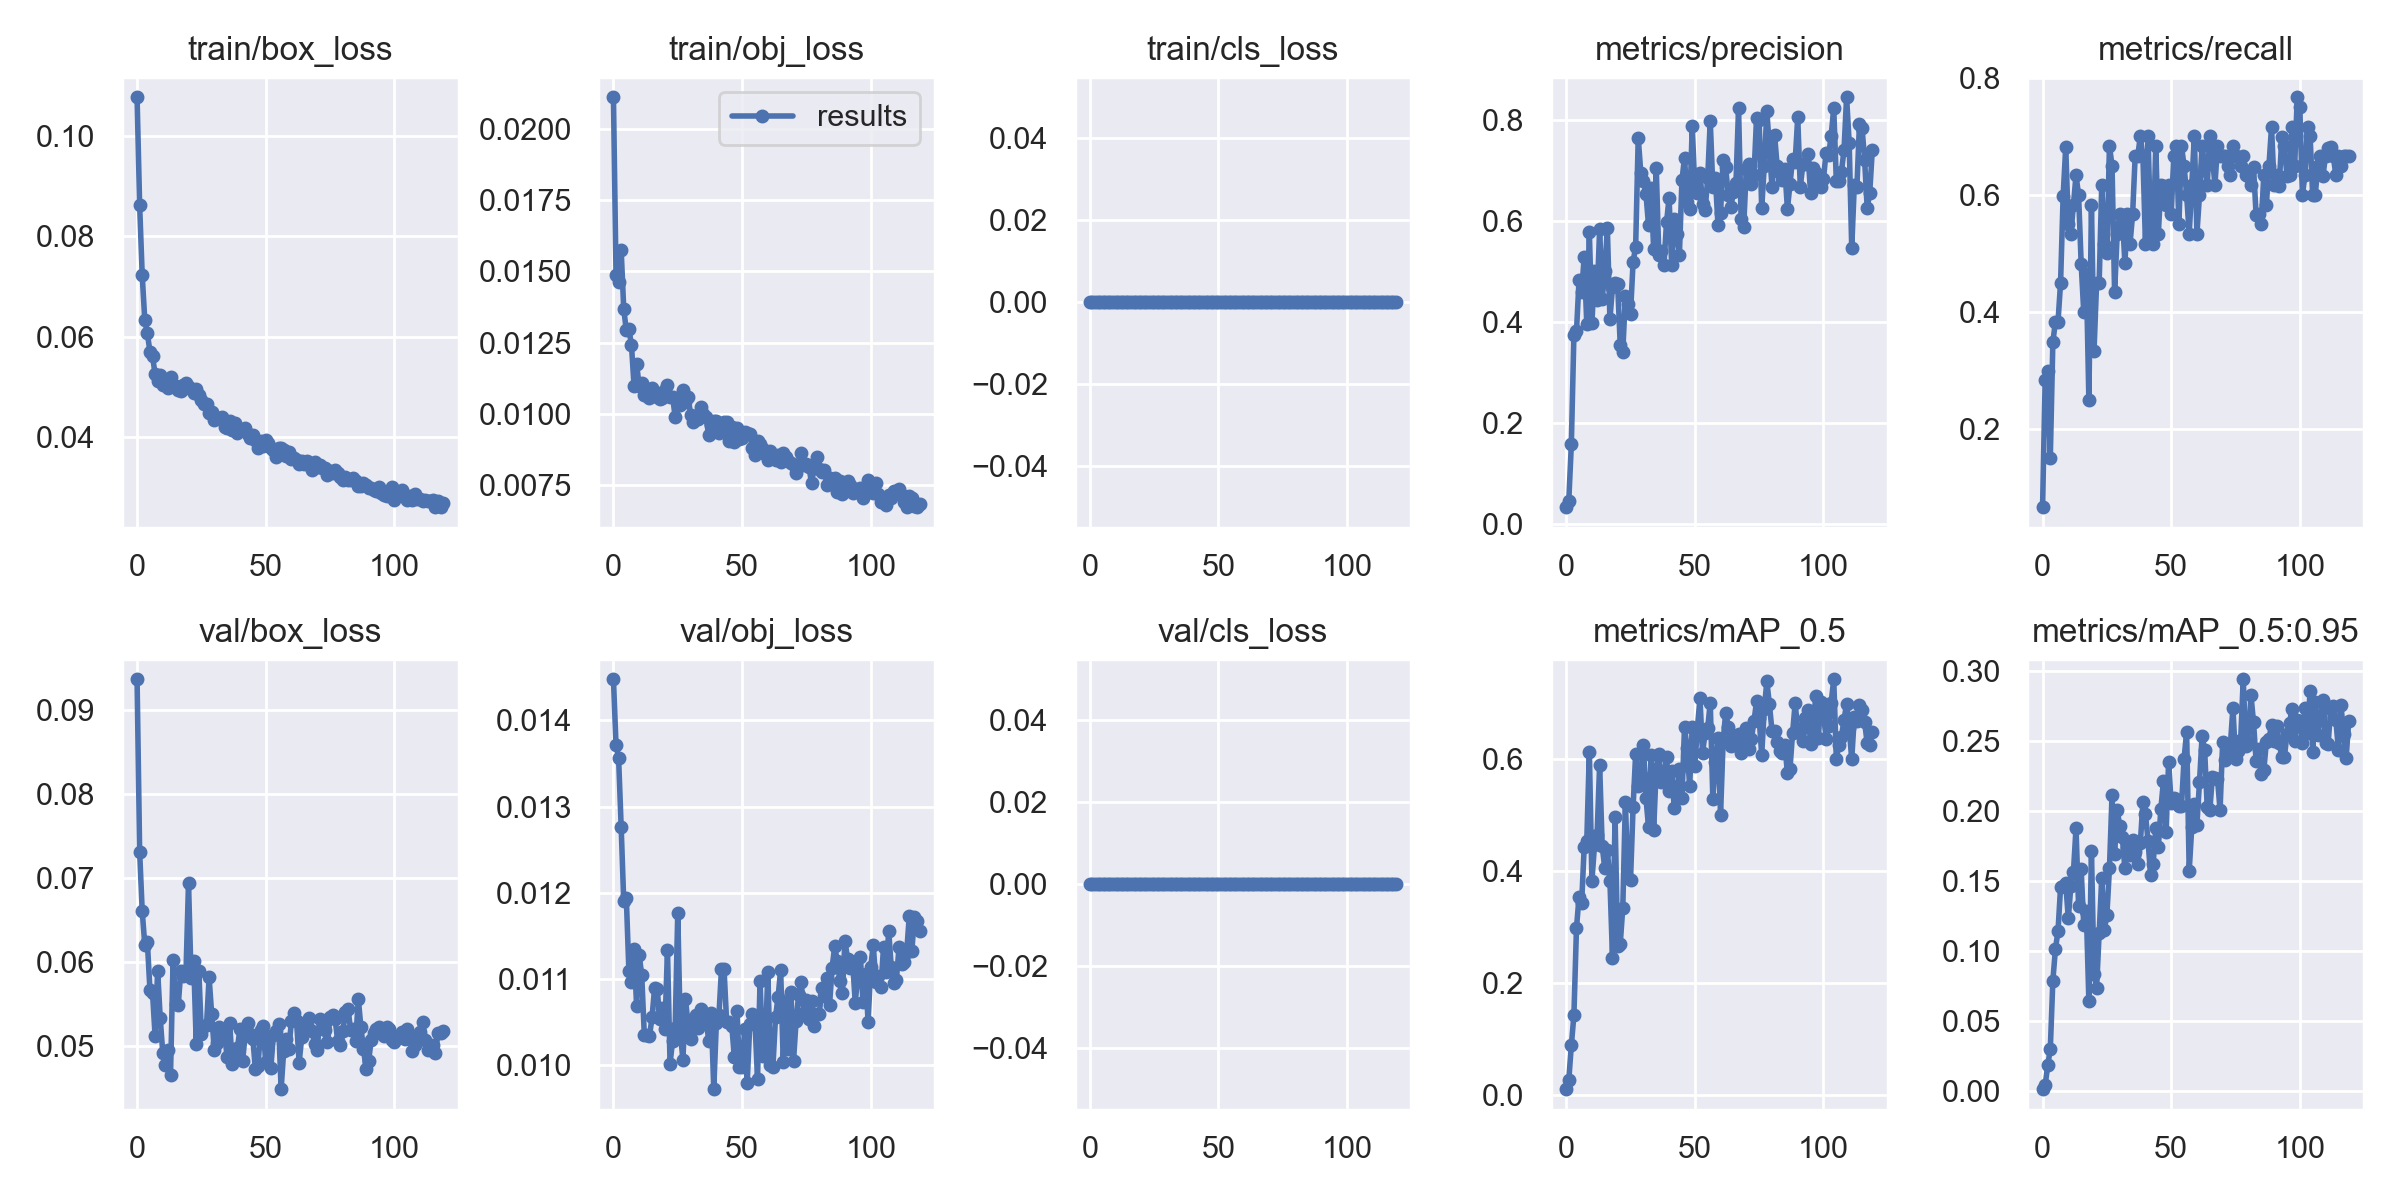 train/box_loss
0.10
0.08
0.06
0.04
0 50 100
train/obj_loss
results
0.0200
0.0175
0.0150
0.0125
0.0100
0.0075
0 50 100
train/cls_loss
0.04
0.02
0.00
−0.02
−0.04
0 50 100
metrics/precision
0.8
0.6
0.4
0.2
0.0
0 50 100
metrics/recall
0.8
0.6
0.4
0.2
0 50 100
val/box_loss
0.09
0.08
0.07
0.06
0.05
0 50 100
val/obj_loss
0.014
0.013
0.012
0.011
0.010
0 50 100
val/cls_loss
0.04
0.02
0.00
−0.02
−0.04
0 50 100
metrics/mAP_0.5
0.6
0.4
0.2
0.0
0 50 100
metrics/mAP_0.5:0.95
0.30
0.25
0.20
0.15
0.10
0.05
0.00
0 50 100